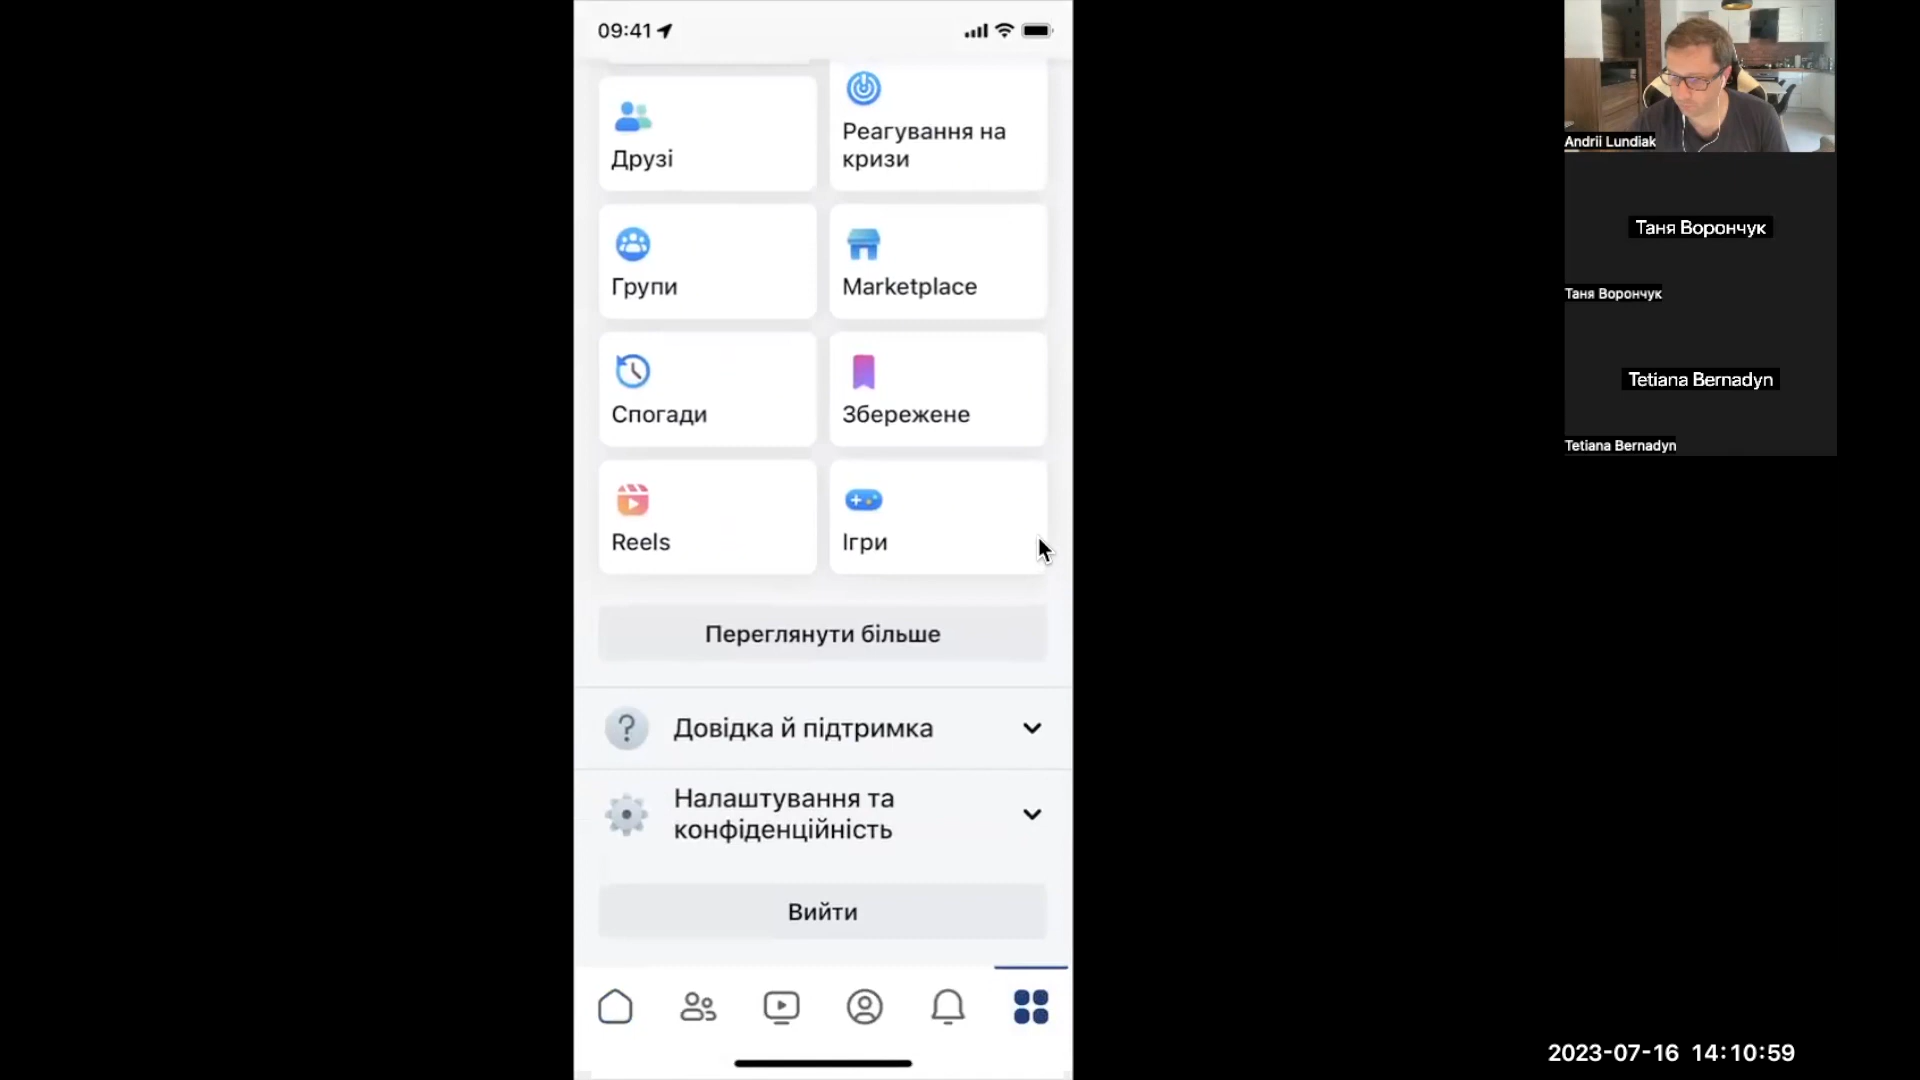 09:41
Друзі
Реагування на
кризи
Групи
Marketplace
Спогади
Збережене
Reels
Ігри
Переглянути більше
Довідка й підтримка
Налаштування та
конфіденційність
Вийти
Andrii Lundiak
Таня Ворончук
Таня Ворончук
Tetiana Bernadyn
Tetiana Bernadyn
2023-07-16 14:10:59